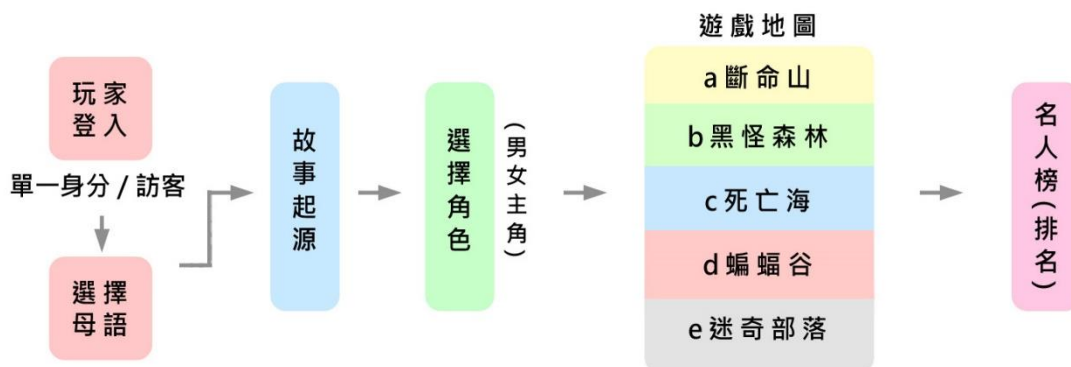 玩家
登入
單一身分 / 訪客
選擇
母語
故事起源
選擇角色
(男女主角)
遊戲地圖
a 斷命山
b 黑怪森林
c 死亡海
d 蝙蝠谷
e 迷奇部落
名人榜(排名)